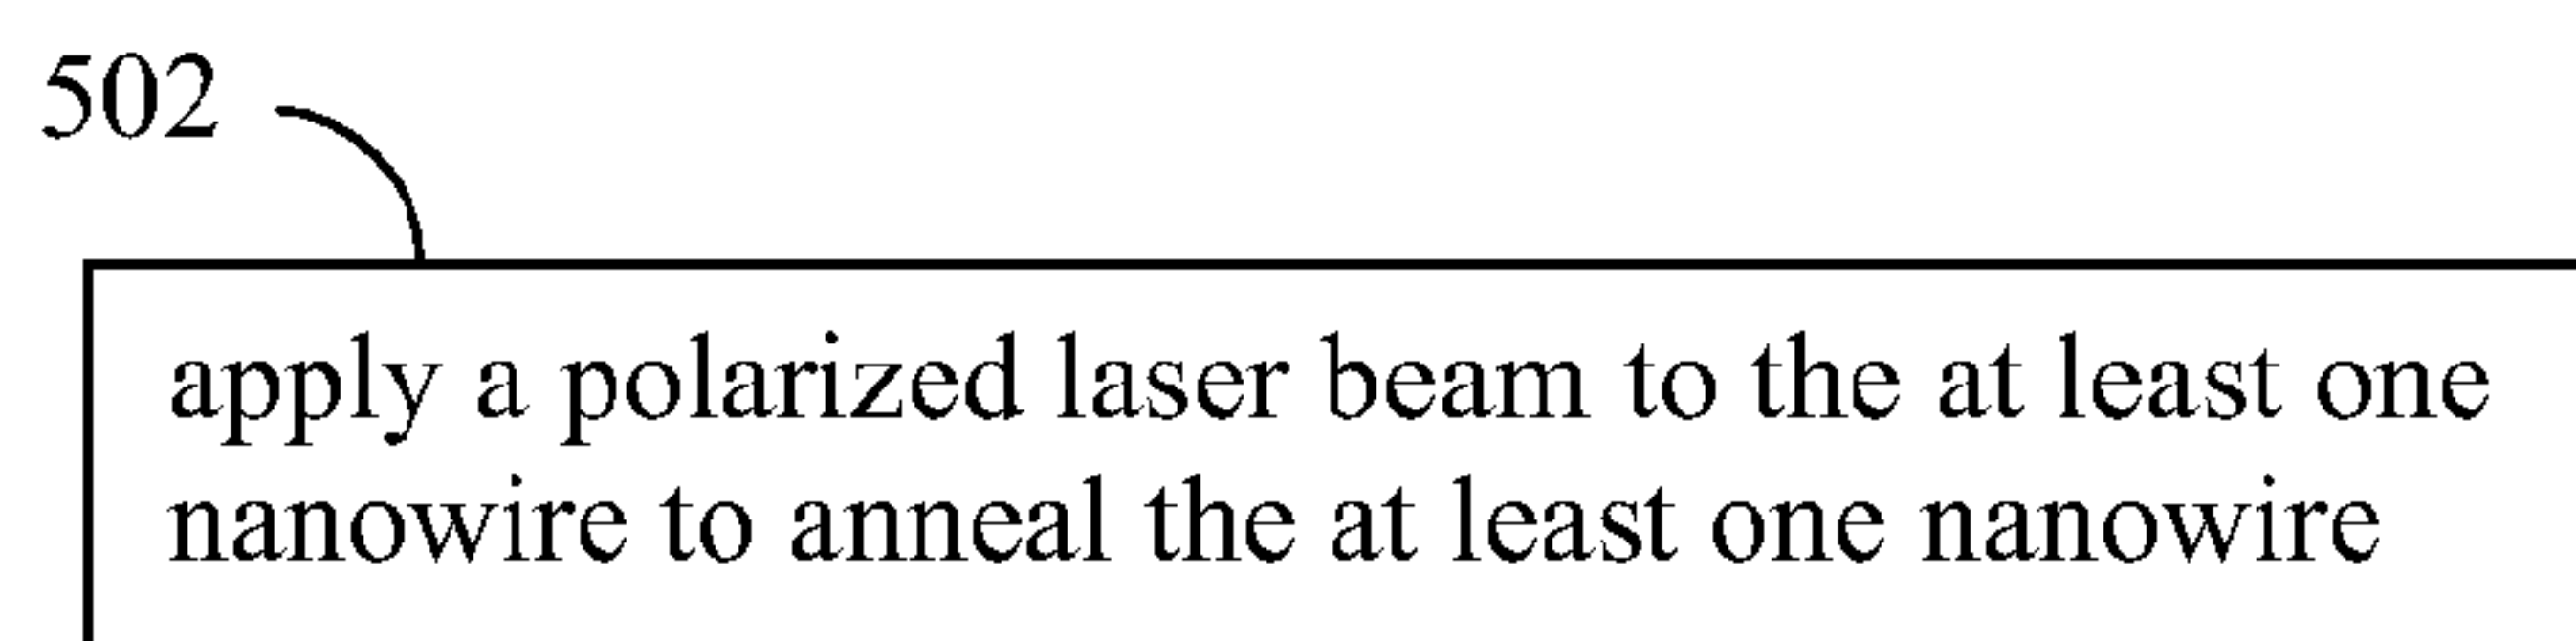 502
apply a polarized laser beam to the at least one
nanowire to anneal the at least one nanowire